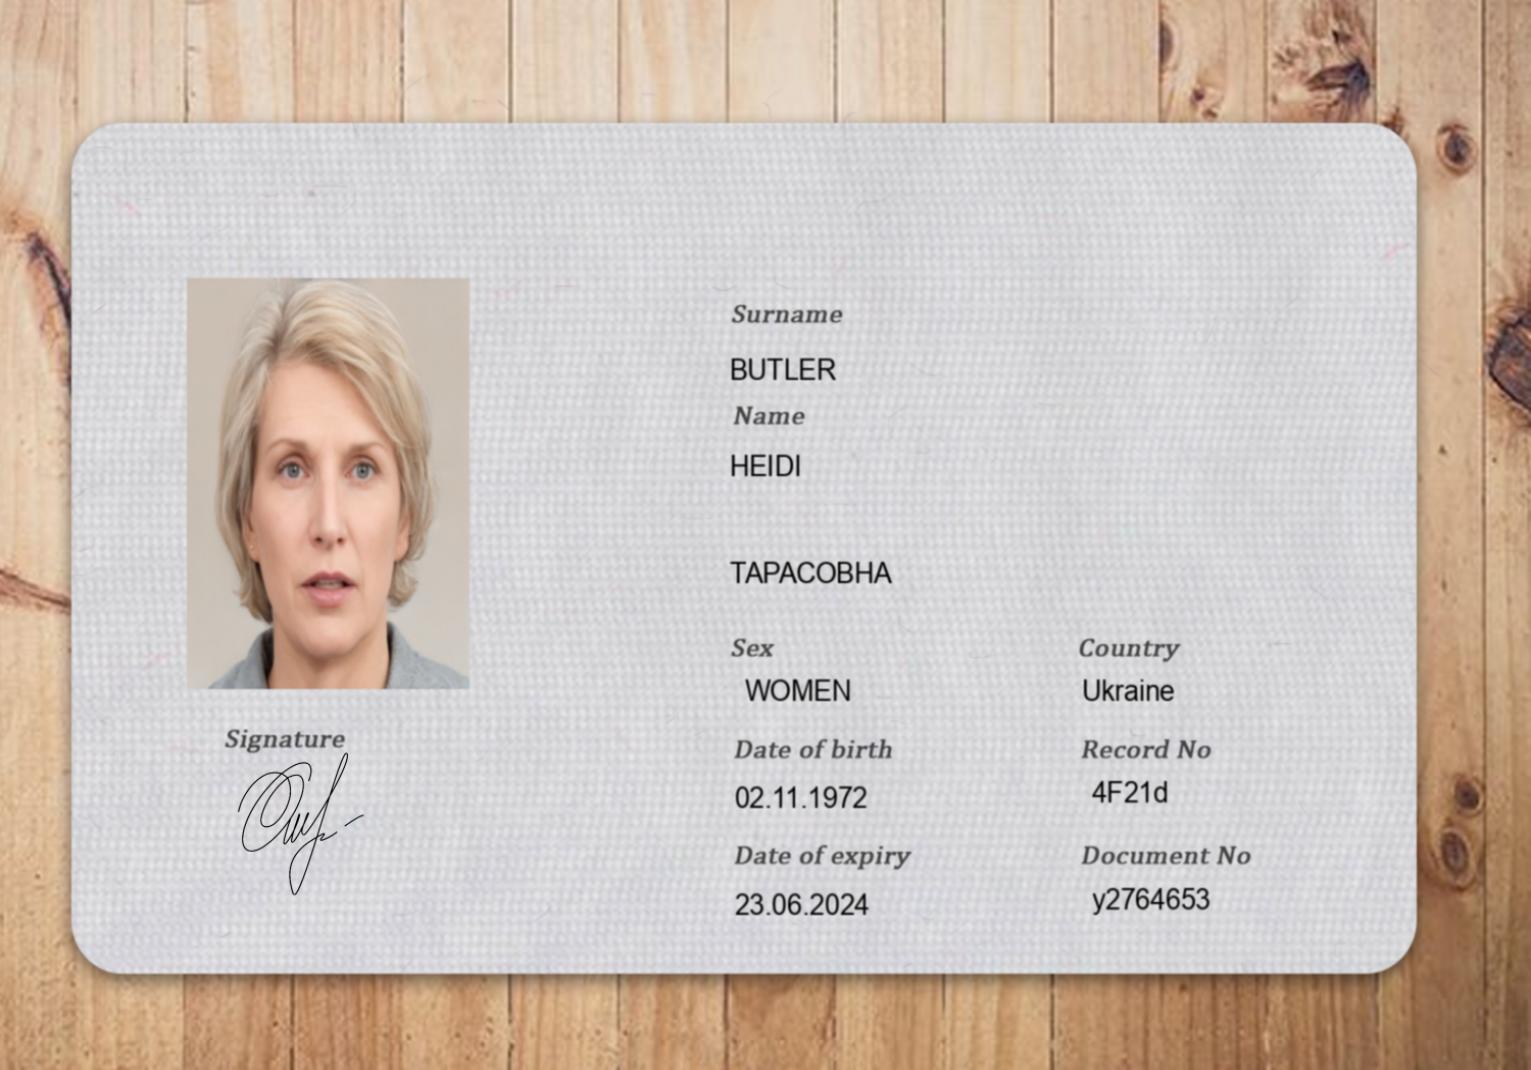 Surname
BUTLER
Name
HEIDI
TAPACOBHA
Sex
Country
WOMEN
Ukraine
Date of birth
Record No
02.11.1972
4F21d
Date of expiry
Document No
23.06.2024
y2764653
Signature